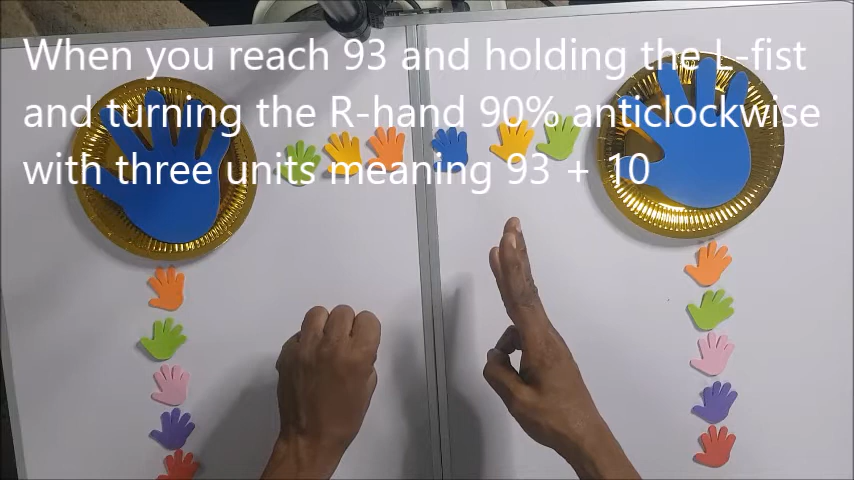 When you reach 93 and holding the L-fist
and turning the R-hand 90% anticlockwise
with three units meaning 93 + 10